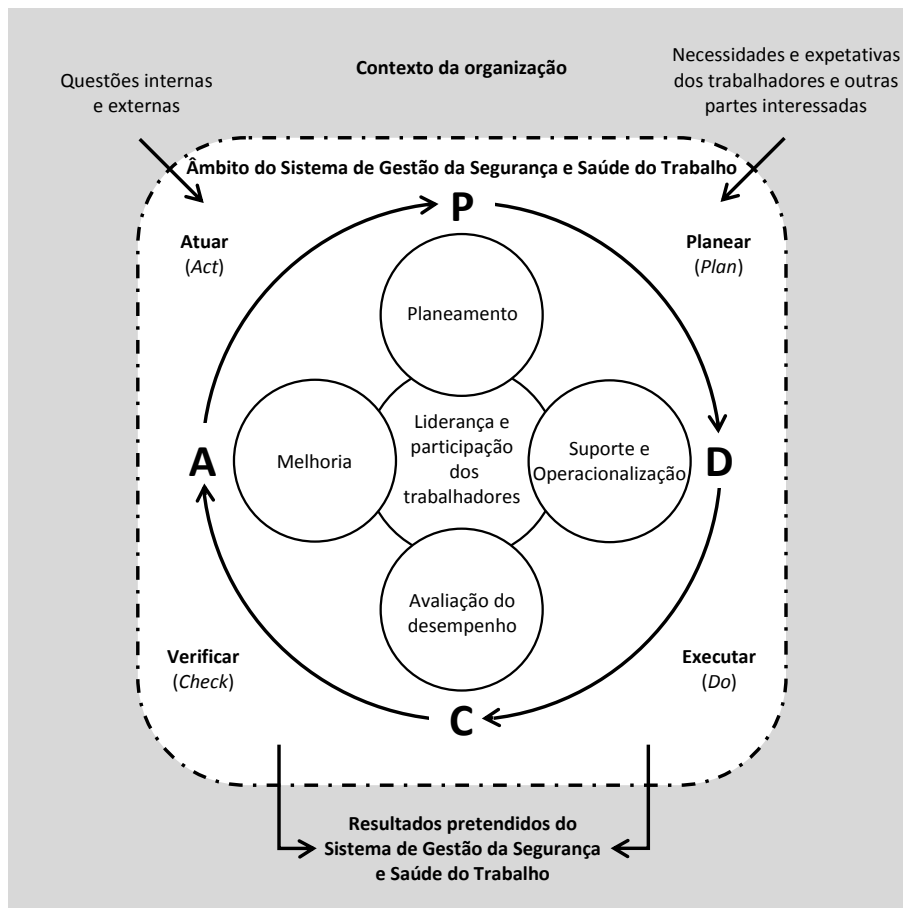 Questões internas
e externas
Contexto da organização
Necessidades e expetativas
dos trabalhadores e outras
partes interessadas
Âmbito do Sistema de Gestão da Segurança e Saúde do Trabalho
P
Atuar
(Act)
Planear
(Plan)
Planeamento
A
Melhoria
Liderança e
participação
dos
trabalhadores
Suporte e
Operacionalização
D
Avaliação do
desempenho
Verificar
(Check)
Executar
(Do)
C
Resultados pretendidos do
Sistema de Gestão da Segurança
e Saúde do Trabalho